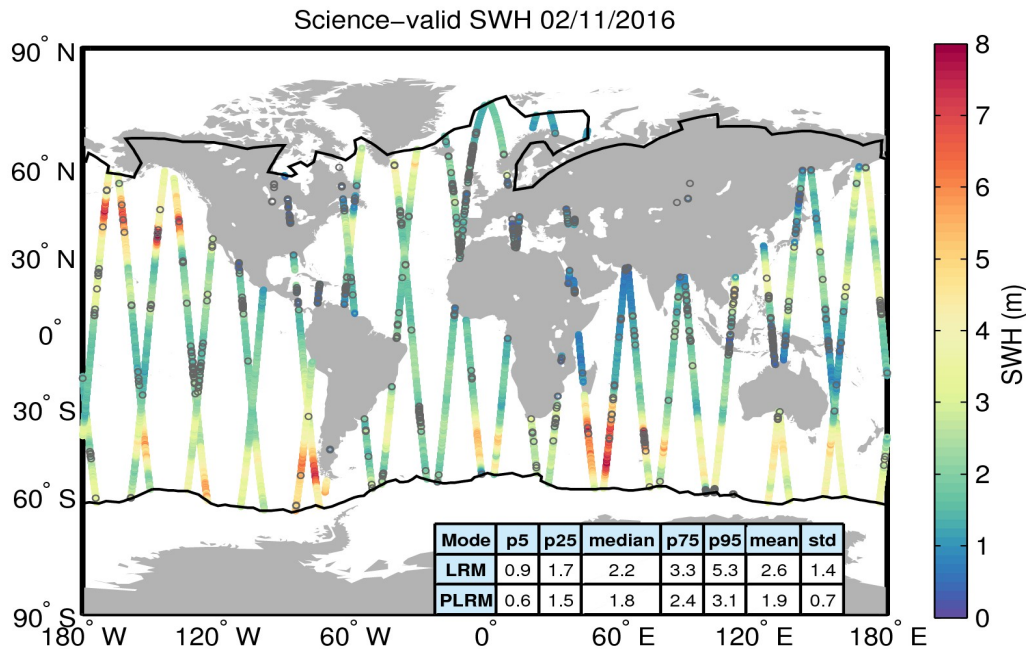 Science−valid SWH 02/11/2016
90° N
60° N
30° N
0°
30° S
60° S
90° S
180° W
120° W
60° W
0°
60° E
120° E
180° E
8
7
6
5
4
3
2
1
0
SWH (m)
Mode p5 p25 median p75 p95 mean std
LRM 0.9 1.7 2.2 3.3 5.3 2.6 1.4
PLRM 0.6 1.5 1.8 2.4 3.1 1.9 0.7